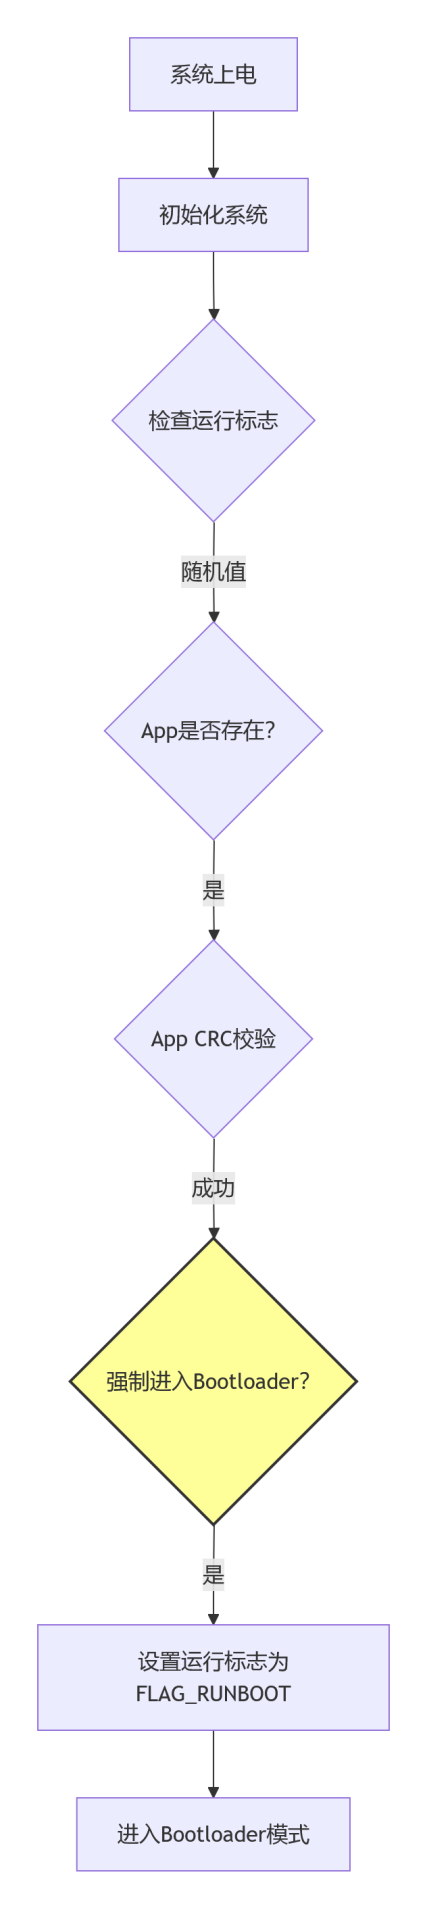 系统上电
初始化系统
检查运行标志
随机值
App是否存在?
是
App CRC校验
成功
强制进入Bootloader?
是
设置运行标志为
FLAG_RUNBOOT
进入Bootloader模式